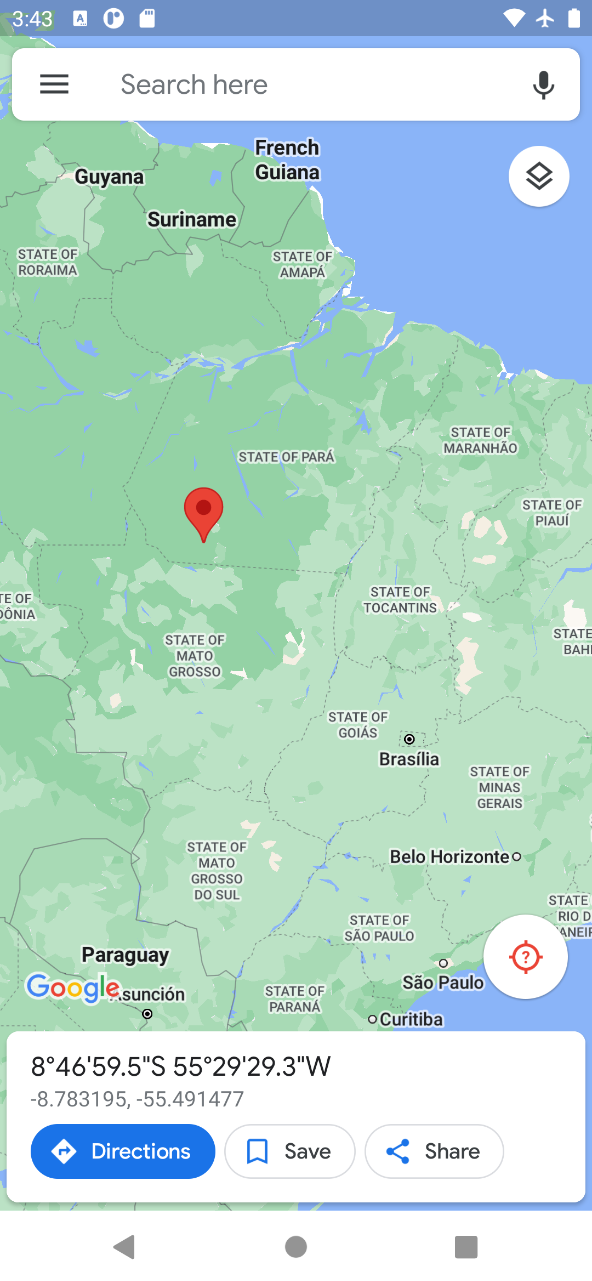 3:43
Search here
French
Guiana
Guyana
Suriname
STATE OF
RORAIMA
STATE OF
AMAPÁ
STATE OF
MARANHÃO
STATE OF PARÁ
STATE OF
PIAUÍ
TE OF
DÔNIA
STATE OF
TOCANTINS
STATE
BAH
STATE OF
MATO
GROSSO
STATE OF
GOIÁS
Brasília
STATE OF
MINAS
GERAIS
STATE OF
MATO
GROSSO
DO SUL
Belo Horizonte
STATE
RIO D
JANEIR
STATE OF
SÃO PAULO
Paraguay
São Paulo
Google
Asunción
STATE OF
PARANÁ
Curitiba
8°46'59.5"S 55°29'29.3"W
-8.783195, -55.491477
Directions
Save
Share